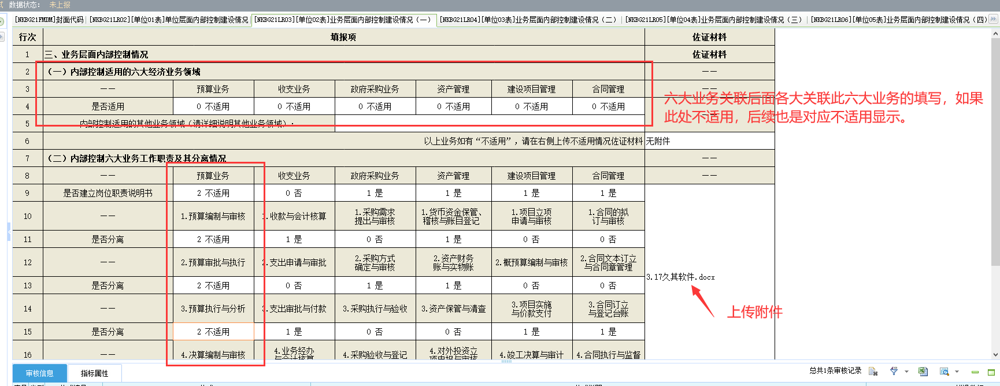 数据状态： 未上报
[NKBG21FMDM]封面代码 [NKBG21LR02][单位01表]单位层面内部控制建设情况 [NKBG21LR03][单位02表]业务层面内部控制建设情况（一） [NKBG21LR04][单位03表]业务层面内部控制建设情况（二） [NKBG21LR05][单位04表]业务层面内部控制建设情况（三） [NKBG21LR06][单位05表]业务层面内部控制建设情况（四）
行次 填报项 佐证材料
1 三、业务层面内部控制情况 佐证材料
2 （一）内部控制适用的六大经济业务领域 ——
3 —— 预算业务 收支业务 政府采购业务 资产管理 建设项目管理 合同管理 ——
六大业务关联后面各大关联此六大业务的填写，如果
此处不适用，后续也是对应不适用显示。
4 是否适用 0 不适用 0 不适用 0 不适用 0 不适用 0 不适用 0 不适用
5 内部控制适用的其他业务领域（请详细说明其他业务领域）：
6 以上业务如有“不适用”，请在右侧上传不适用情况佐证材料 无附件
7 （二）内部控制六大业务工作职责及其分离情况 ——
8 —— 预算业务 收支业务 政府采购业务 资产管理 建设项目管理 合同管理 ——
9 是否建立岗位职责说明书 2 不适用 0 否 1 是 1 是 1 是 1 是
10 —— 1.预算编制与审核 1.收款与会计核算 1.采购需求 1.货币资金保管、 1.项目立项 1.合同的拟
提出与审核 稽核与账目登记 申请与审核 订与审核
11 是否分离 2 不适用 1 是 0 否 1 是 0 否 0 否
12 —— 2.预算审批与执行 2.支出申请与审批 2.采购方式 2.资产财务 2.概预算编制与审核 2.合同文本订立
确定与审核 账与实物账 与合同章管理
13 是否分离 2 不适用 0 否 1 是 1 是 0 否 0 否
3.17久其软件.docx
14 —— 3.预算执行与分析 3.支出审批与付款 3.采购执行与验收 3.资产保管与清查 3.项目实施 3.合同订立
与价款支付 与登记台账
上传附件
15 是否分离 2 不适用 1 是 0 否 0 否 1 是 1 是
16 —— 4.决算编制与审核 4.业务经办 4.采购验收与登记 4.对外投资立 4.竣工决算与审计 4.合同执行与监督
与会计核算 项申报与审核
审核信息 指标属性 总共1条审核记录